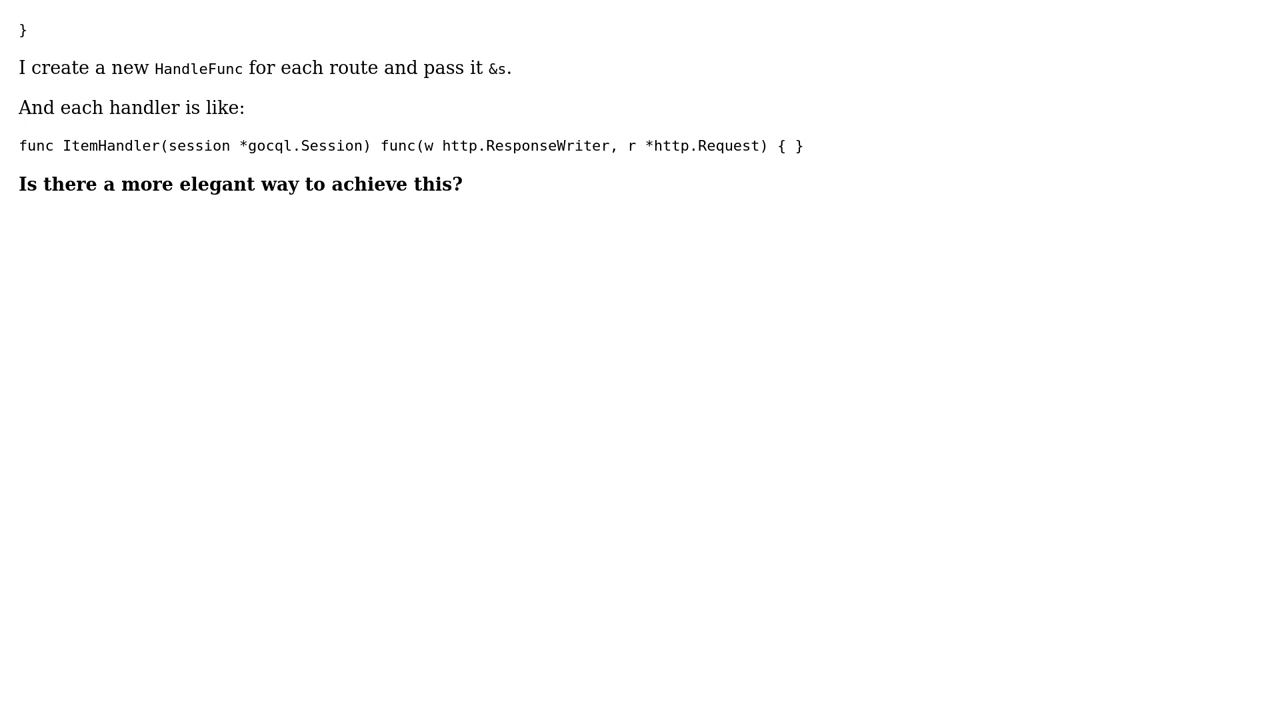 }
I create a new HandleFunc for each route and pass it &s.
And each handler is like:
func ItemHandler(session *gocql.Session) func(w http.ResponseWriter, r *http.Request) { }
Is there a more elegant way to achieve this?